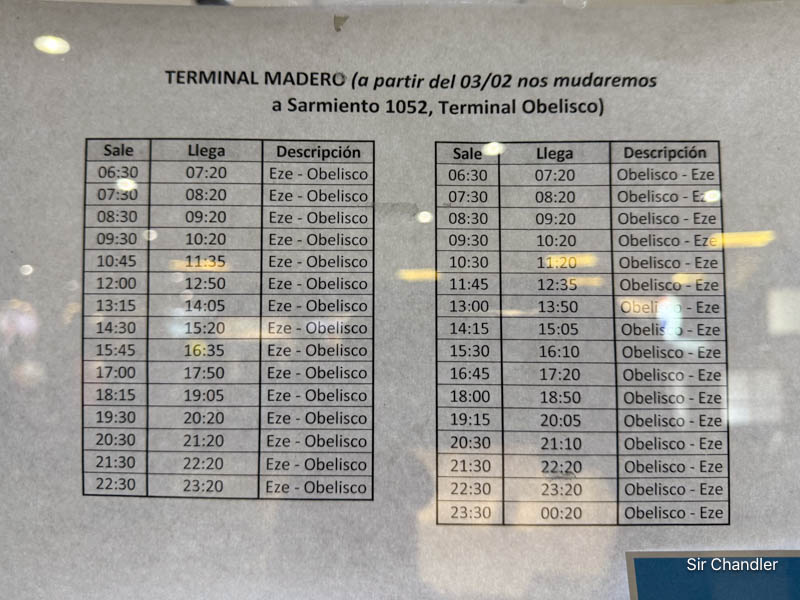 TERMINAL MADERO (a partir del 03/02 nos mudaremos
a Sarmiento 1052, Terminal Obelisco)
Sale Llega Descripción
06:30 07:20 Eze - Obelisco
07:30 08:20 Eze - Obelisco
08:30 09:20 Eze - Obelisco
09:30 10:20 Eze - Obelisco
10:45 11:35 Eze - Obelisco
12:00 12:50 Eze - Obelisco
13:15 14:05 Eze - Obelisco
14:30 15:20 Eze - Obelisco
15:45 16:35 Eze - Obelisco
17:00 17:50 Eze - Obelisco
18:15 19:05 Eze - Obelisco
19:30 20:20 Eze - Obelisco
20:30 21:20 Eze - Obelisco
21:30 22:20 Eze - Obelisco
22:30 23:20 Eze - Obelisco
Sale Llega Descripción
06:30 07:20 Obelisco - Eze
07:30 08:20 Obelisco - Eze
08:30 09:20 Obelisco - Eze
09:30 10:20 Obelisco - Eze
10:30 11:20 Obelisco - Eze
11:45 12:35 Obelisco - Eze
13:00 13:50 Obelisco - Eze
14:15 15:05 Obelisco - Eze
15:30 16:10 Obelisco - Eze
16:45 17:20 Obelisco - Eze
18:00 18:50 Obelisco - Eze
19:15 20:05 Obelisco - Eze
20:30 21:10 Obelisco - Eze
21:30 22:20 Obelisco - Eze
22:30 23:20 Obelisco - Eze
23:30 00:20 Obelisco - Eze
Sir Chandler